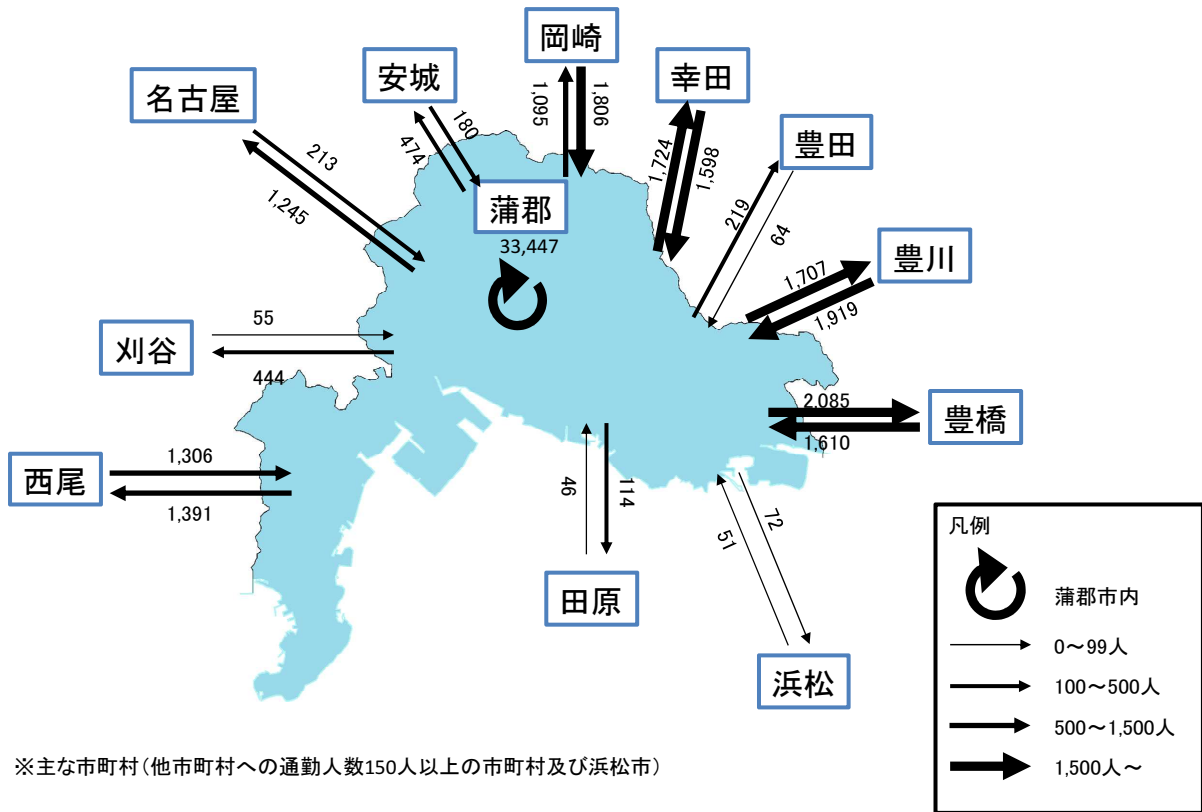 岡崎
1,095
1,806
安城
180
474
幸田
1,724
1,598
名古屋
213
1,245
豊田
219
64
蒲郡
33,447
豊川
1,707
1,919
刈谷
55
444
豊橋
2,085
1,610
西尾
1,306
1,391
田原
46
114
浜松
51
72
凡例
蒲郡市内
0～99人
100～500人
500～1,500人
1,500人～
※主な市町村(他市町村への通勤人数150人以上の市町村及び浜松市)